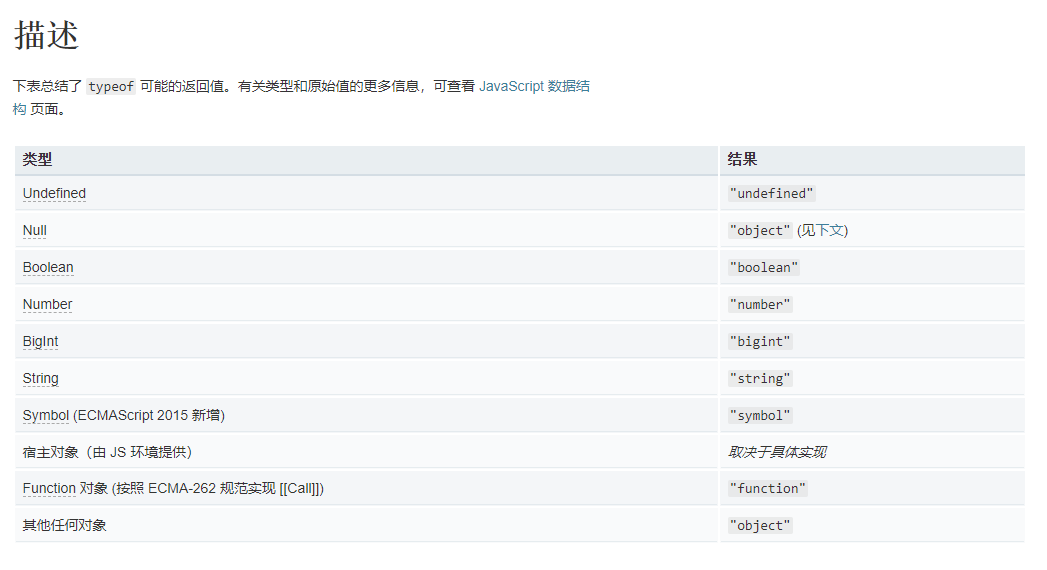 描述
下表总结了 typeof 可能的返回值。有关类型和原始值的更多信息，可查看 JavaScript 数据结
构 页面。
类型 结果
Undefined "undefined"
Null "object" (见下文)
Boolean "boolean"
Number "number"
BigInt "bigint"
String "string"
Symbol (ECMAScript 2015 新增) "symbol"
宿主对象（由 JS 环境提供） 取决于具体实现
Function 对象 (按照 ECMA-262 规范实现 [[Call]]) "function"
其他任何对象 "object"